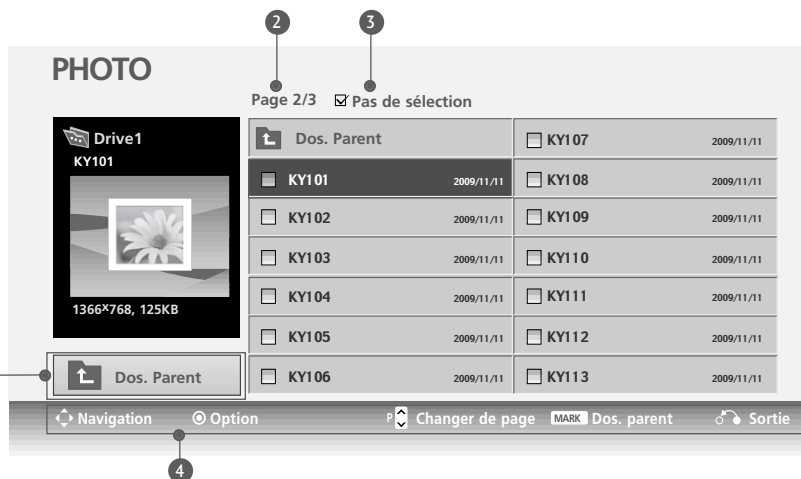 2 3
PHOTO
Page 2/3 Pas de sélection
Drive1
KY101
1366x768, 125KB
Dos. Parent
Dos. Parent
KY101 2009/11/11
KY102 2009/11/11
KY103 2009/11/11
KY104 2009/11/11
KY105 2009/11/11
KY106 2009/11/11
KY107 2009/11/11
KY108 2009/11/11
KY109 2009/11/11
KY110 2009/11/11
KY111 2009/11/11
KY112 2009/11/11
KY113 2009/11/11
Navigation Option P Changer de page MARK Dos. parent Sortie
4